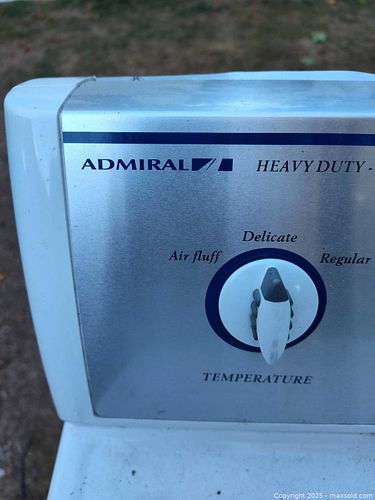 ADMIRAL HEAVY DUTY -
Delicate
Air fluff Regular
TEMPERATURE
Copyright 2025 - maxsold.com